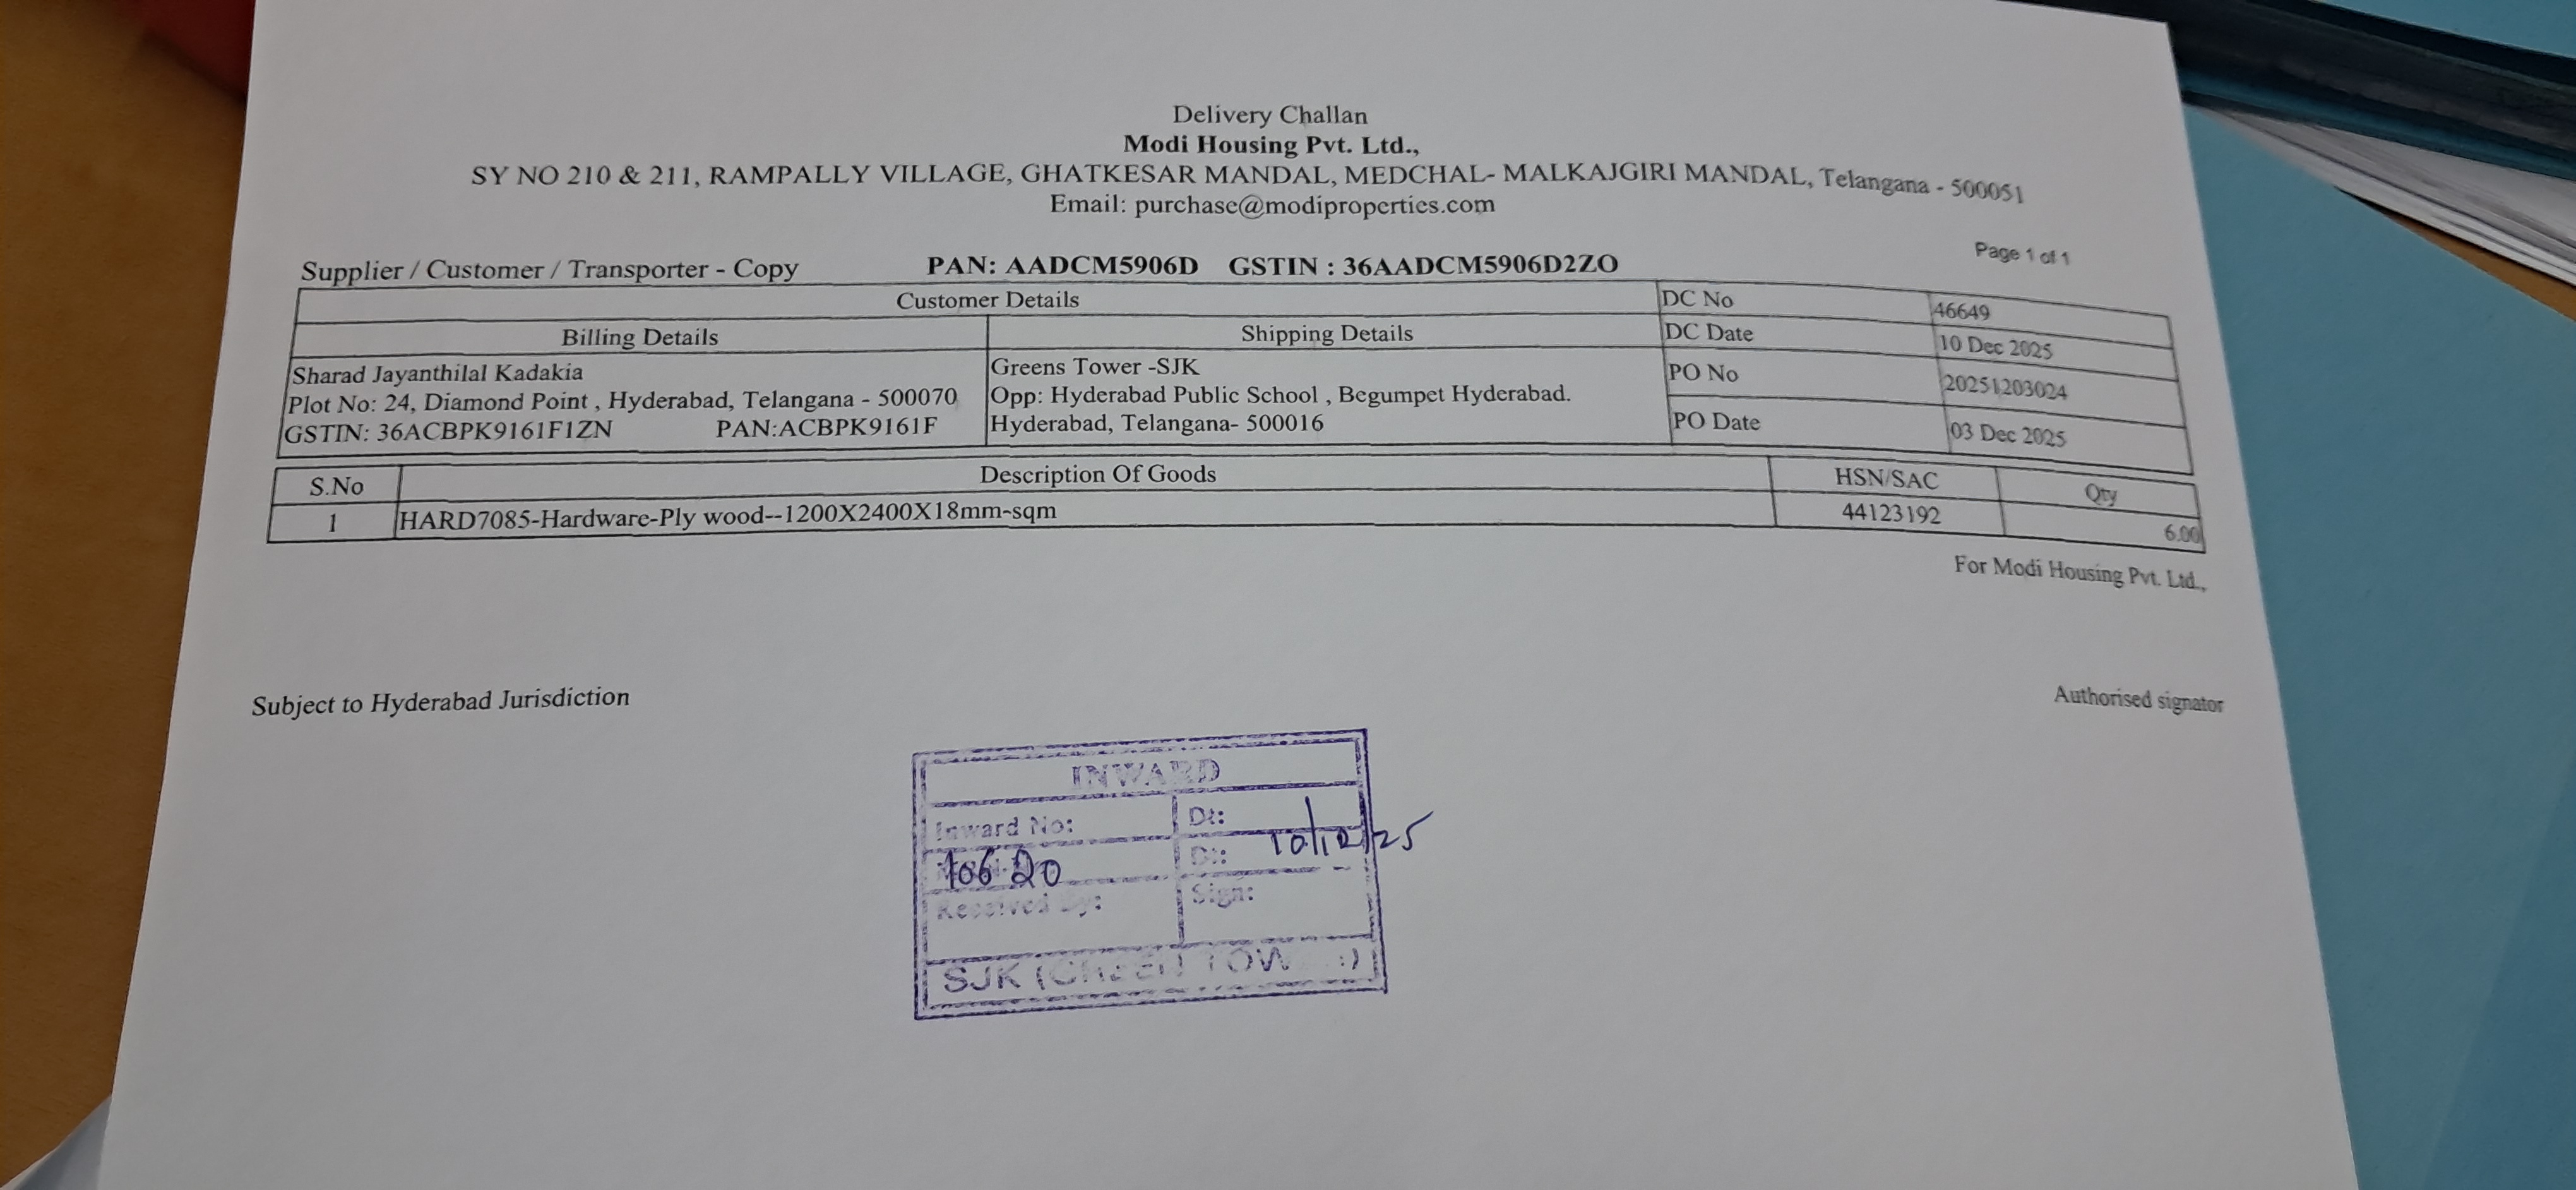 Delivery Challan
Modi Housing Pvt. Ltd.,
SY NO 210 & 211, RAMPALLY VILLAGE, GHATKESAR MANDAL, MEDCHAL- MALKAJGIRI MANDAL, Telangana - 500051
Email: purchase@modiproperties.com
Page 1 of 1
Supplier / Customer / Transporter - Copy PAN: AADCM5906D GSTIN : 36AADCM5906D2ZO
Customer Details
Billing Details
Sharad Jayanthilal Kadakia
Plot No: 24, Diamond Point , Hyderabad, Telangana - 500070
GSTIN: 36ACBPK9161F1ZN PAN:ACBPK9161F
Shipping Details
Greens Tower -SJK
Opp: Hyderabad Public School , Begumpet Hyderabad.
Hyderabad, Telangana- 500016
DC No 46649
DC Date 10 Dec 2025
PO No 20251203024
PO Date 03 Dec 2025
S.No Description Of Goods HSN/SAC Qty
1 HARD7085-Hardware-Ply wood--1200X2400X18mm-sqm 44123192 6.00
For Modi Housing Pvt. Ltd.,
Subject to Hyderabad Jurisdiction Authorised signator
INWARD
Inward No: Dt:
10620 Dt: 10/12/25
Received By: Sign:
SJK (GREEN TOWER)